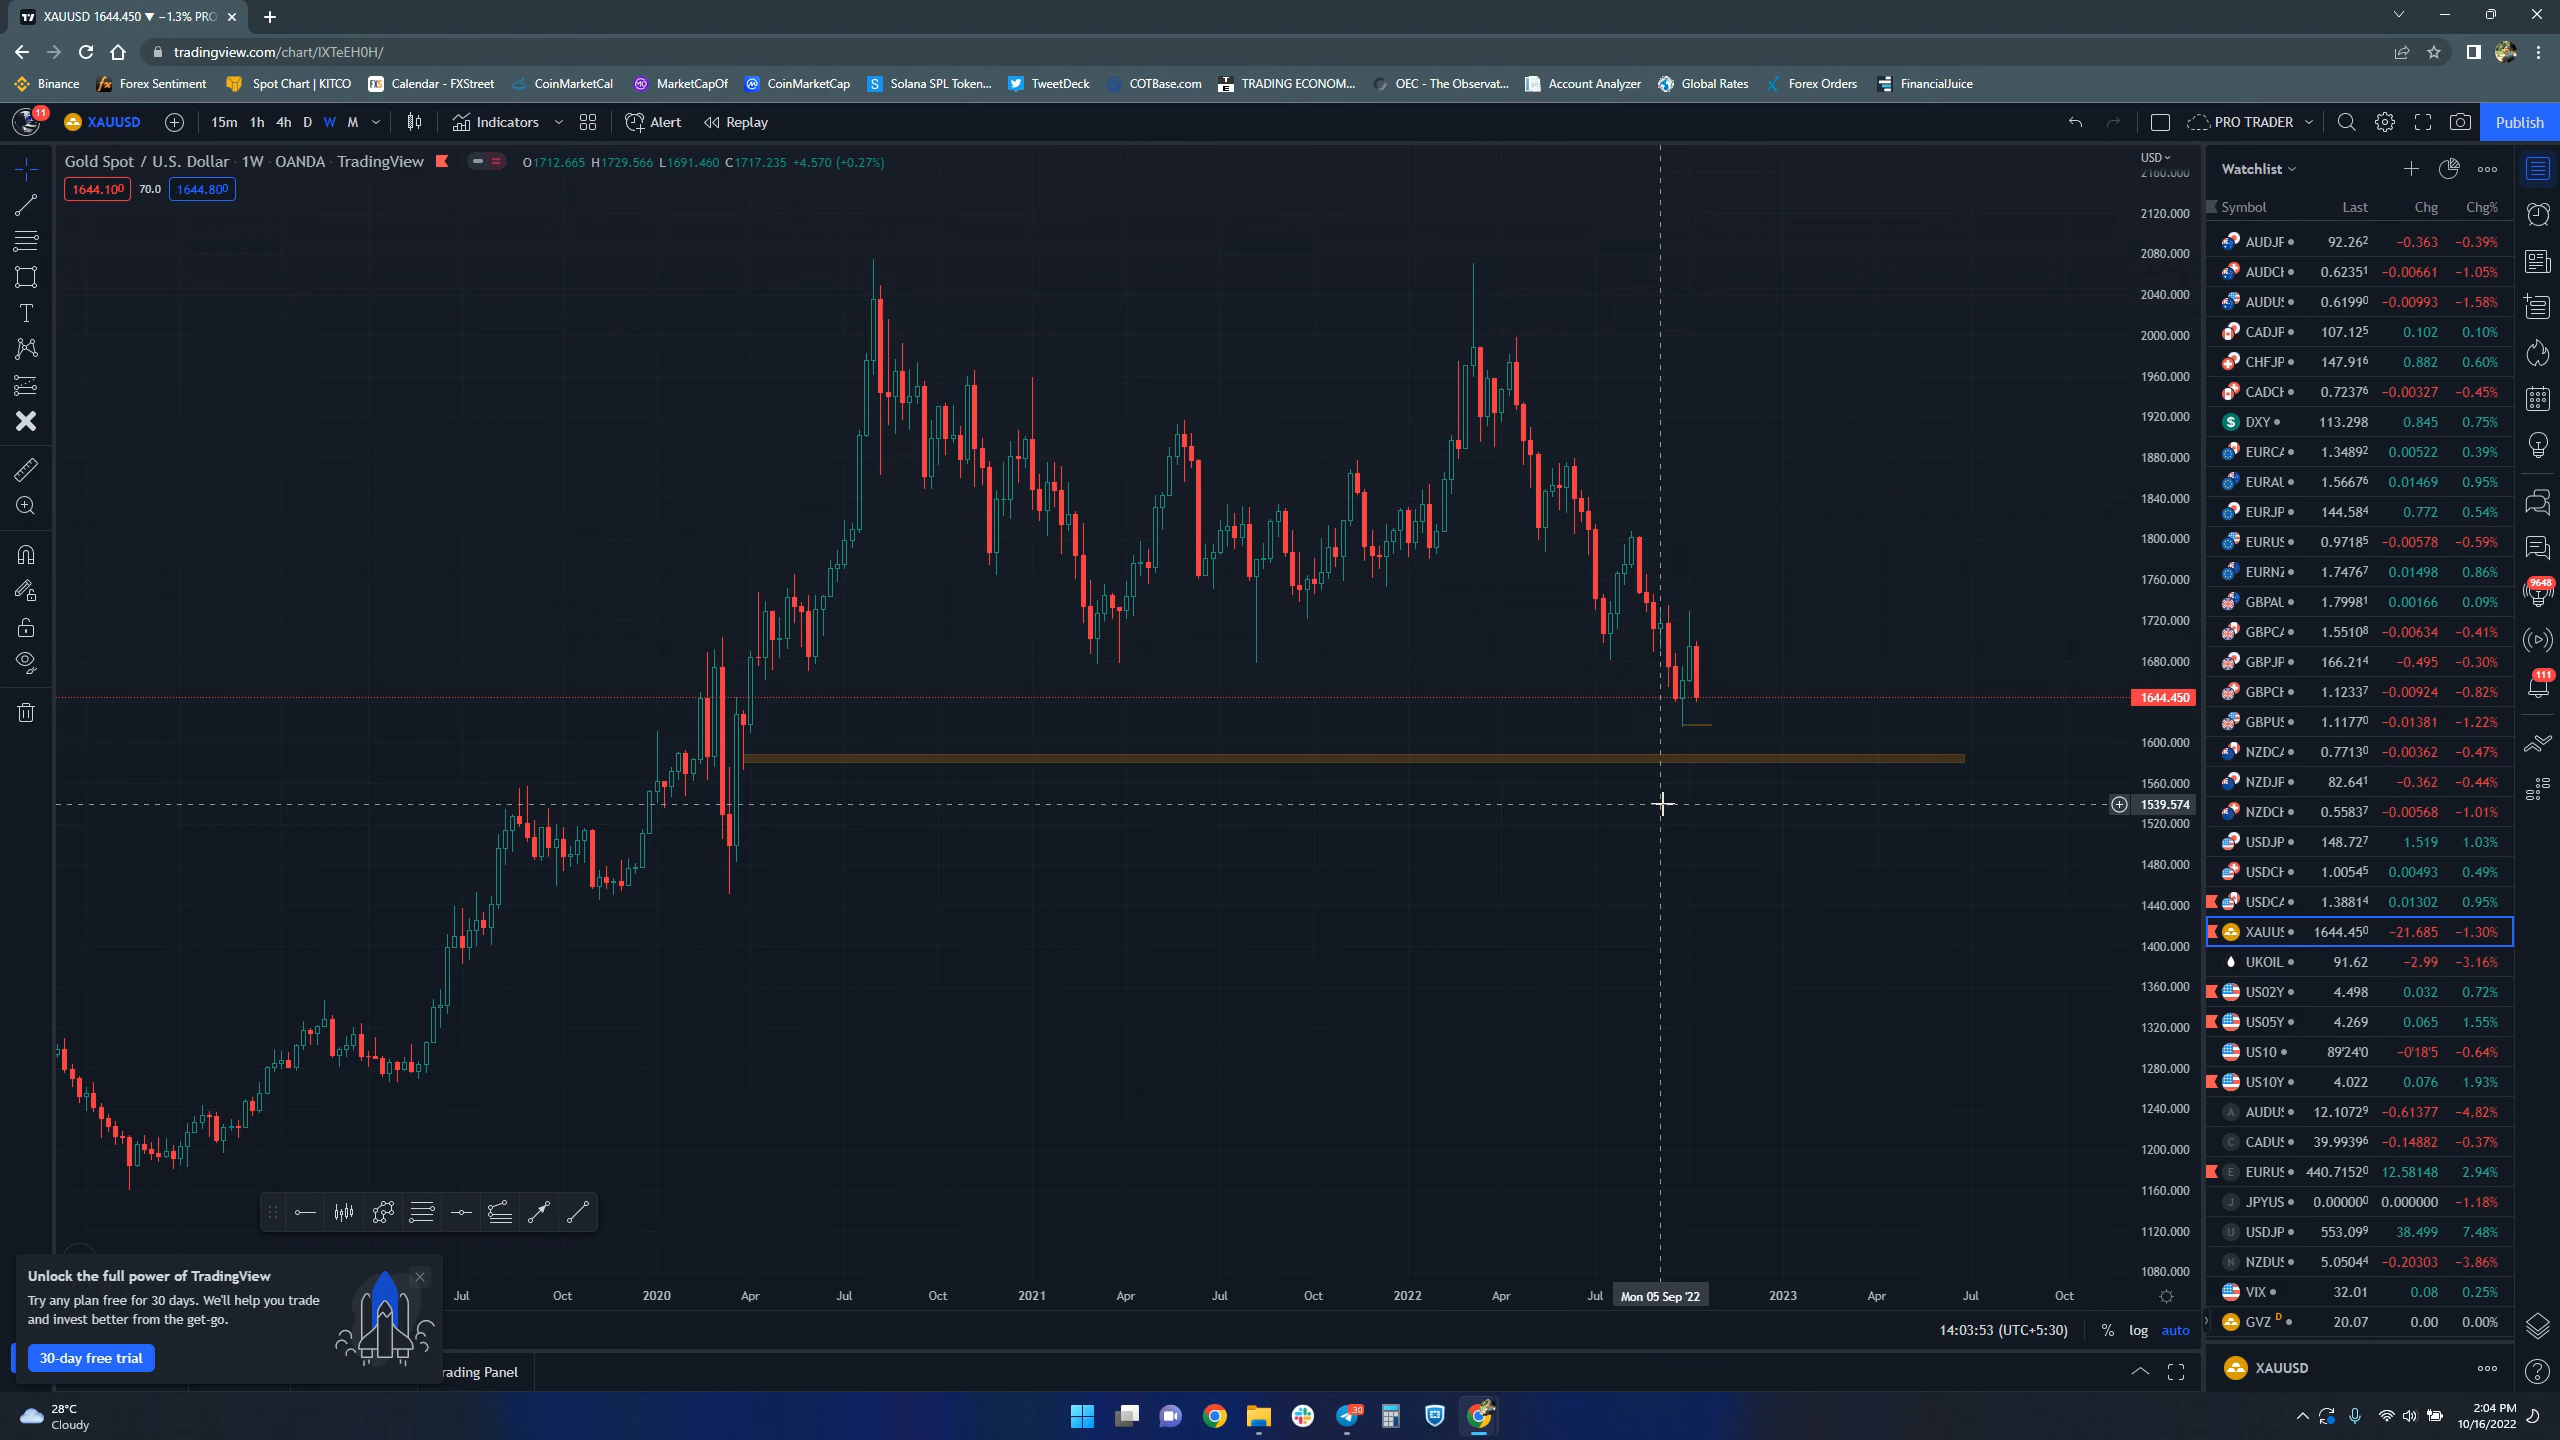 XAUUSD 1644.450 ▼ −1.3% PRO
tradingview.com/chart/IXTeEH0H/
Binance Forex Sentiment Spot Chart | KITCO Calendar - FXStreet CoinMarketCal MarketCapOf CoinMarketCap Solana SPL Token... TweetDeck COTBase.com TRADING ECONOM... OEC - The Observat... Account Analyzer Global Rates Forex Orders FinancialJuice
11
XAUUSD 15m 1h 4h D W M Indicators Alert Replay PRO TRADER Publish
Gold Spot / U.S. Dollar · 1W · OANDA · TradingView O1712.665 H1729.566 L1691.460 C1717.235 +4.570 (+0.27%)
1644.100 70.0 1644.800
USD
2160.000
2120.000
2080.000
2040.000
2000.000
1960.000
1920.000
1880.000
1840.000
1800.000
1760.000
1720.000
1680.000
1644.450
1600.000
1560.000
1539.574
1520.000
1480.000
1440.000
1400.000
1360.000
1320.000
1280.000
1240.000
1200.000
1160.000
1120.000
1080.000
Jul Oct 2020 Apr Jul Oct 2021 Apr Jul Oct 2022 Apr Jul Mon 05 Sep '22 2023 Apr Jul Oct
14:03:53 (UTC+5:30) % log auto
Unlock the full power of TradingView
Try any plan free for 30 days. We'll help you trade
and invest better from the get-go.
30-day free trial
rading Panel
Watchlist
Symbol Last Chg Chg%
AUDJF 92.262 −0.363 −0.39%
AUDCH 0.62351 −0.00661 −1.05%
AUDUS 0.61990 −0.00993 −1.58%
CADJF 107.125 0.102 0.10%
CHFJP 147.916 0.882 0.60%
CADCH 0.72376 −0.00327 −0.45%
DXY 113.298 0.845 0.75%
EURCA 1.34892 0.00522 0.39%
EURAU 1.56676 0.01469 0.95%
EURJP 144.584 0.772 0.54%
EURUS 0.97185 −0.00578 −0.59%
EURNZ 1.74767 0.01498 0.86%
GBPAU 1.79981 0.00166 0.09%
GBPCA 1.55108 −0.00634 −0.41%
GBPJP 166.214 −0.495 −0.30%
GBPCH 1.12337 −0.00924 −0.82%
GBPUS 1.11770 −0.01381 −1.22%
NZDCA 0.77130 −0.00362 −0.47%
NZDJF 82.641 −0.362 −0.44%
NZDCH 0.55837 −0.00568 −1.01%
USDJP 148.727 1.519 1.03%
USDCH 1.00545 0.00493 0.49%
USDCA 1.38814 0.01302 0.95%
XAUUS 1644.450 −21.685 −1.30%
UKOIL 91.62 −2.99 −3.16%
US02Y 4.498 0.032 0.72%
US05Y 4.269 0.065 1.55%
US10 89'24'0 −0'18'5 −0.64%
US10Y 4.022 0.076 1.93%
A AUDUS 12.10729 −0.61377 −4.82%
C CADUS 39.99396 −0.14882 −0.37%
E EURUS 440.71520 12.58148 2.94%
J JPYUS 0.000000 0.000000 −1.18%
U USDJP 553.099 38.499 7.48%
N NZDUS 5.05044 −0.20303 −3.86%
VIX 32.01 0.08 0.25%
GVZ D 20.07 0.00 0.00%
XAUUSD
9648
111
28°C
Cloudy
30
2:04 PM
10/16/2022